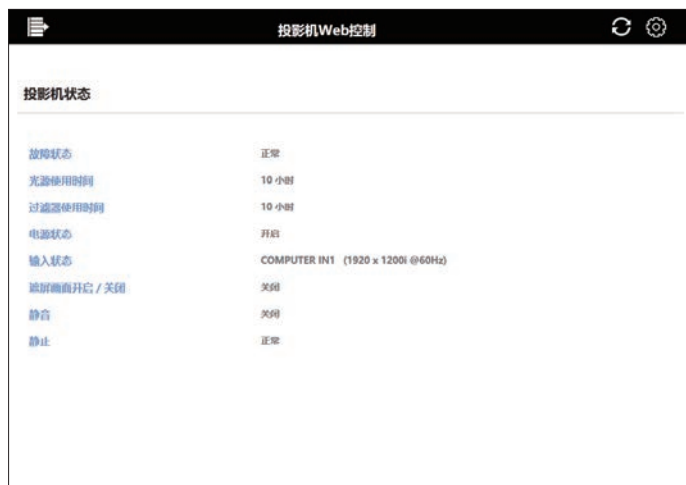 投影机Web控制
投影机状态
故障状态 正常
光源使用时间 10 小时
过滤器使用时间 10 小时
电源状态 开启
输入状态 COMPUTER IN1 (1920 x 1200i @60Hz)
遮屏画面开启 / 关闭 关闭
静音 关闭
静止 正常